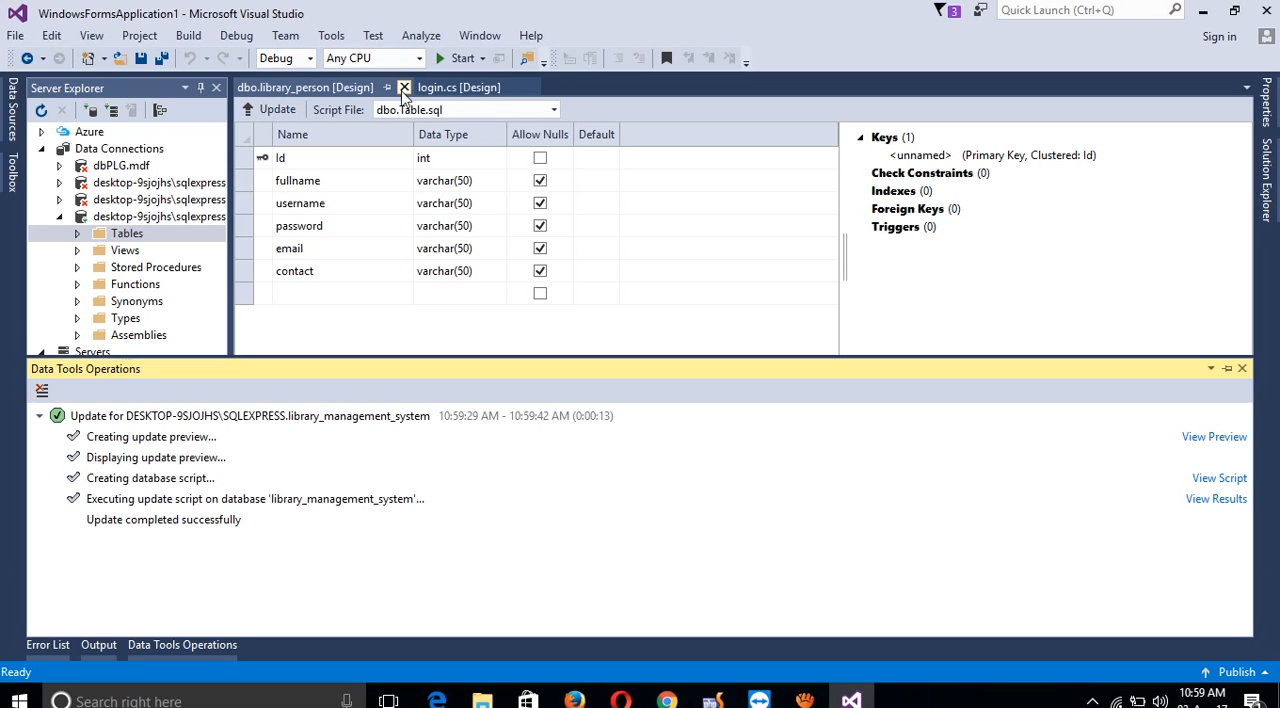 WindowsFormsApplication1 - Microsoft Visual Studio
3
Quick Launch (Ctrl+Q)
File Edit View Project Build Debug Team Tools Test Analyze Window Help
Sign in
Debug Any CPU Start
Data Sources
Toolbox
Server Explorer
Azure
Data Connections
dbPLG.mdf
desktop-9sjojhs\sqlexpress
desktop-9sjojhs\sqlexpress
desktop-9sjojhs\sqlexpress
Tables
Views
Stored Procedures
Functions
Synonyms
Types
Assemblies
Servers
dbo.library_person [Design] login.cs [Design]
Update Script File: dbo.Table.sql
Name Data Type Allow Nulls Default
Id int
fullname varchar(50)
username varchar(50)
password varchar(50)
email varchar(50)
contact varchar(50)
Keys (1)
<unnamed> (Primary Key, Clustered: Id)
Check Constraints (0)
Indexes (0)
Foreign Keys (0)
Triggers (0)
Properties
Solution Explorer
Data Tools Operations
Update for DESKTOP-9SJOJHS\SQLEXPRESS.library_management_system 10:59:29 AM - 10:59:42 AM (0:00:13)
Creating update preview... View Preview
Displaying update preview...
Creating database script... View Script
Executing update script on database 'library_management_system'... View Results
Update completed successfully
Error List Output Data Tools Operations
Ready
Publish
Search right here
10:59 AM